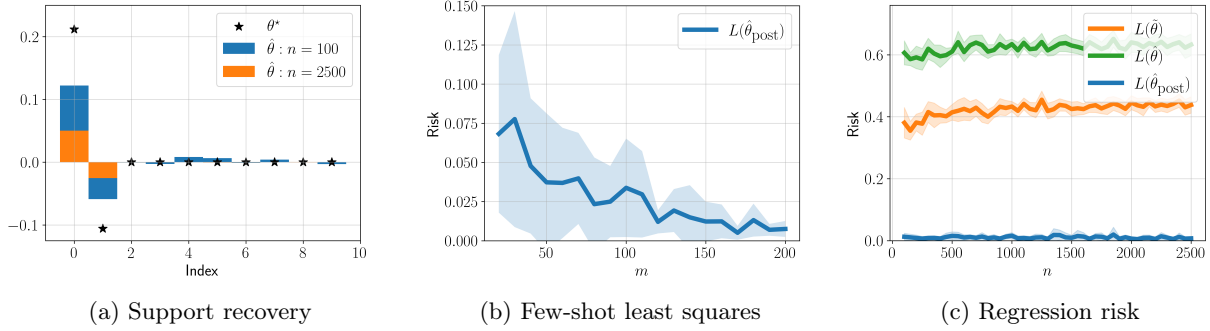 0.2
0.1
0.0
−0.1
0
2
4
6
8
10
Index
θ⋆
θ̂ : n = 100
θ̂ : n = 2500
(a) Support recovery
0.150
0.125
0.100
0.075
0.050
0.025
0.000
Risk
50
100
150
200
m
L(θ̂post)
(b) Few-shot least squares
0.6
0.4
0.2
0.0
Risk
0
500
1000
1500
2000
2500
n
L(θ̃)
L(θ̂)
L(θ̂post)
(c) Regression risk